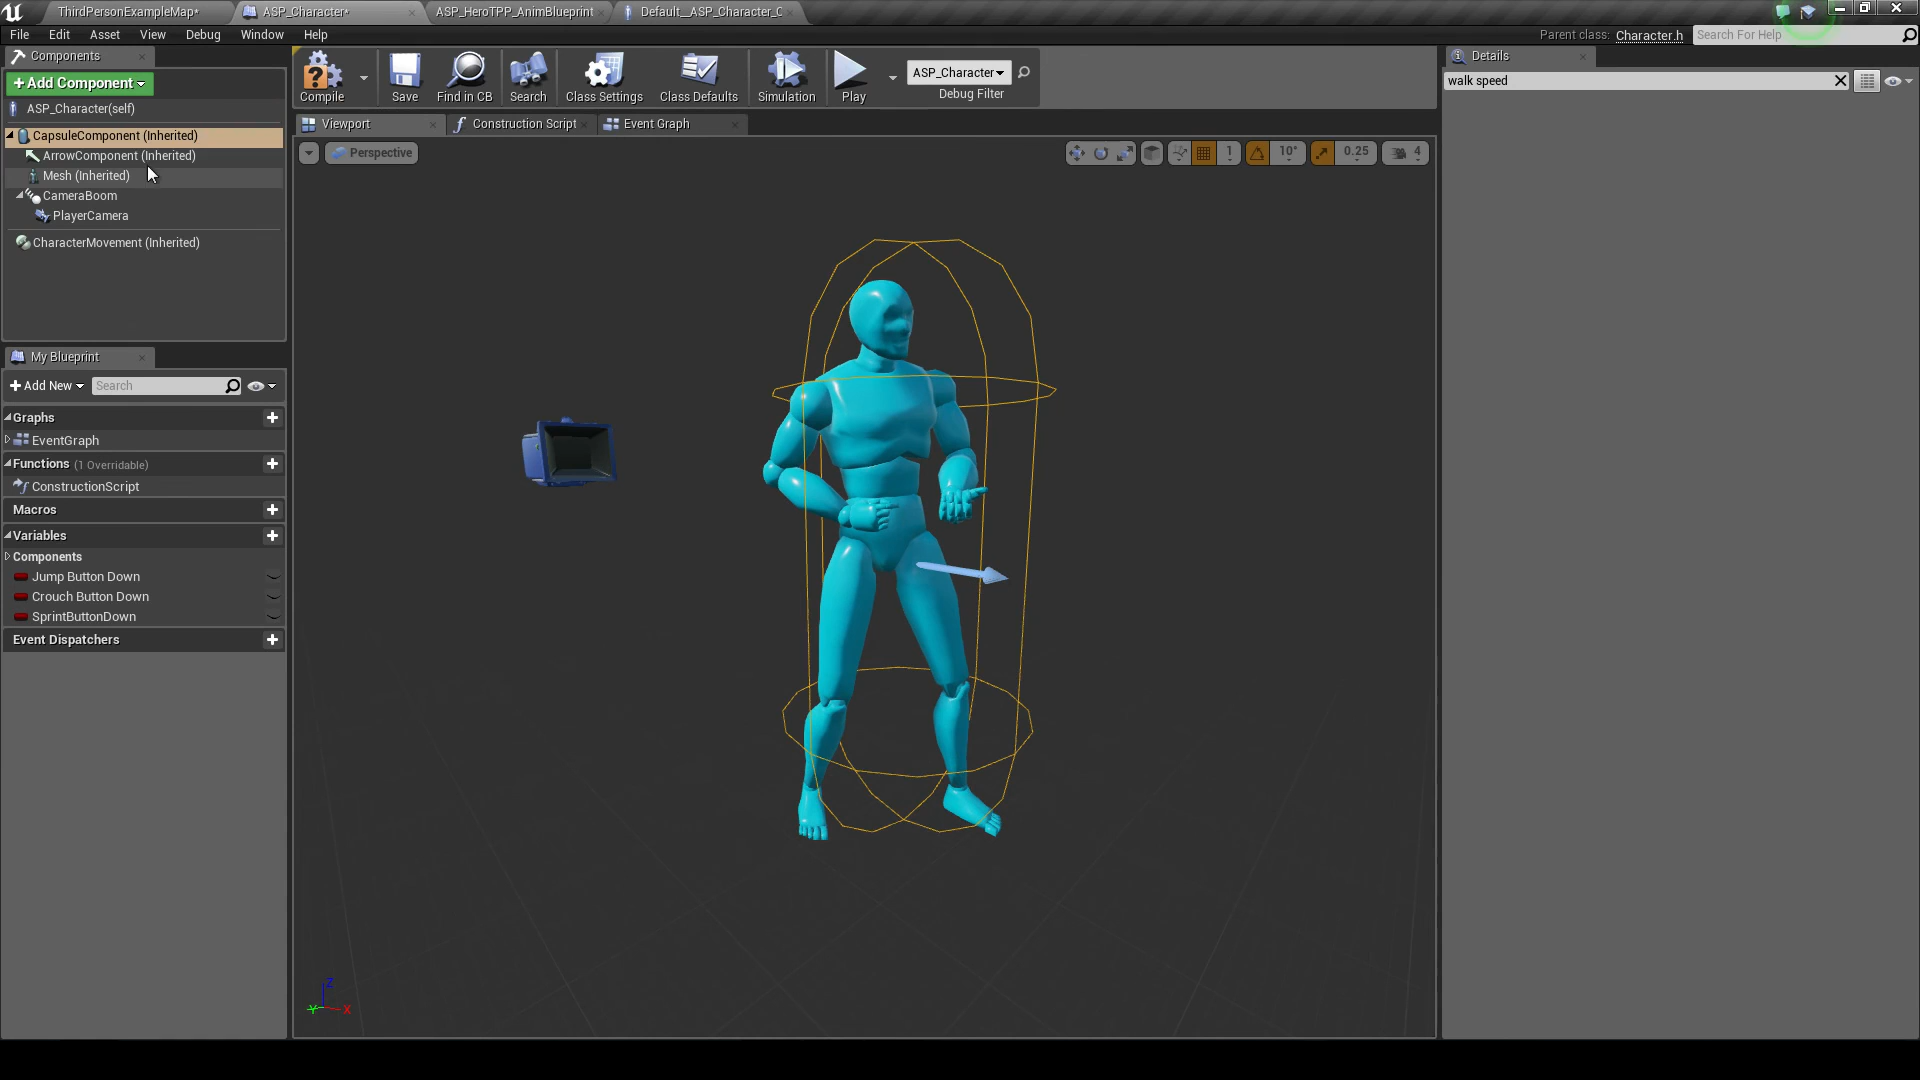 ThirdPersonExampleMap*
ASP_Character*
ASP_HeroTPP_AnimBlueprint
Default__ASP_Character_C
File Edit Asset View Debug Window Help
Parent class: Character.h
Search For Help
Components
+Add Component
ASP_Character(self)
CapsuleComponent (Inherited)
ArrowComponent (Inherited)
Mesh (Inherited)
CameraBoom
PlayerCamera
CharacterMovement (Inherited)
My Blueprint
+Add New
Search
Graphs
EventGraph
Functions (1 Overridable)
ConstructionScript
Macros
Variables
Components
Jump Button Down
Crouch Button Down
SprintButtonDown
Event Dispatchers
Compile
Save
Find in CB
Search
Class Settings
Class Defaults
Simulation
Play
ASP_Character
Debug Filter
Viewport
Construction Script
Event Graph
Perspective
1
10°
0.25
4
Z
Y
X
Details
walk speed